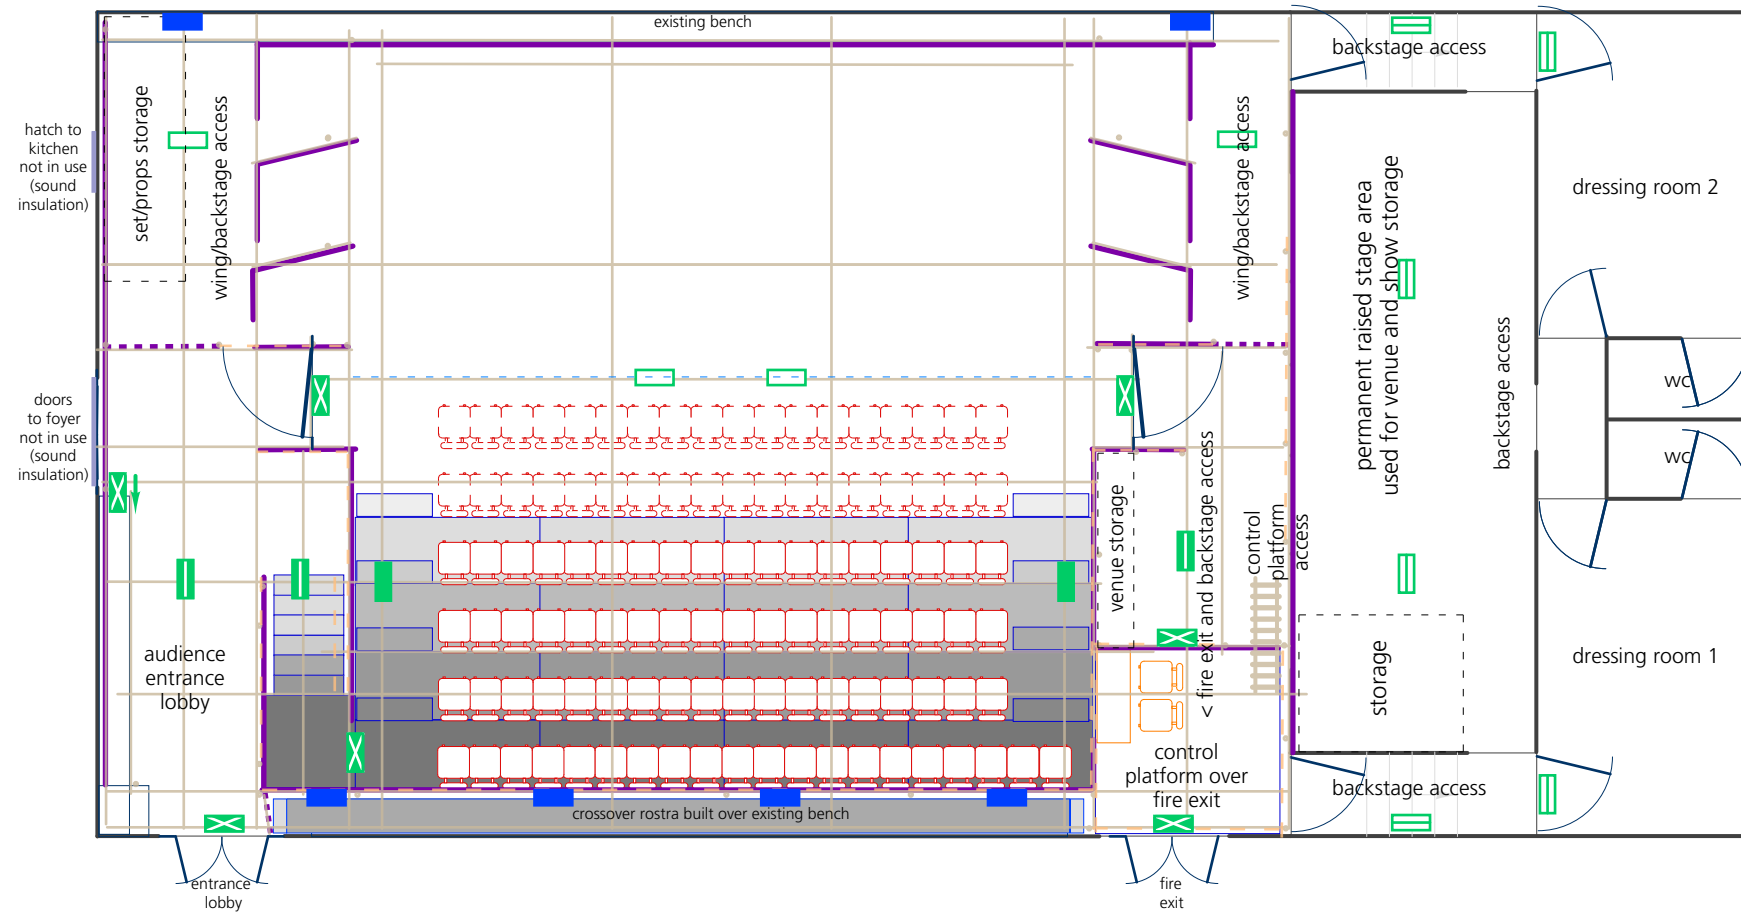 existing bench
backstage access
hatch to
kitchen
not in use
(sound
insulation)
set/props storage
wing/backstage access
wing/backstage access
permanent raised stage area
used for venue and show storage
dressing room 2
backstage access
wc
wc
doors
to foyer
not in use
(sound
insulation)
venue storage
< fire exit and backstage access
control
platform
access
audience
entrance
lobby
storage
dressing room 1
control
platform over
fire exit
backstage access
crossover rostra built over existing bench
entrance
lobby
fire
exit